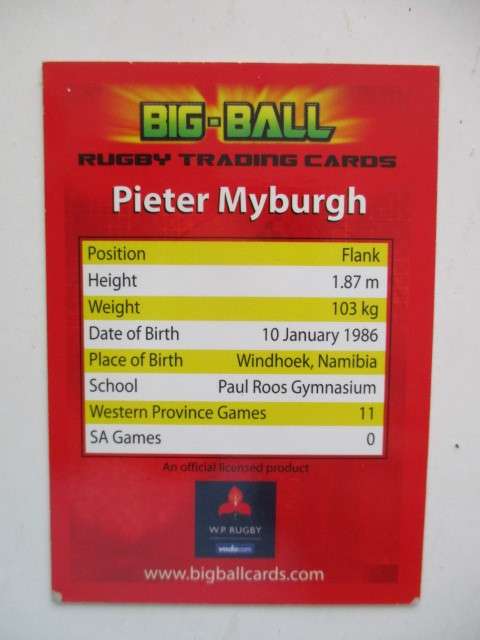 BIG-BALL
RUGBY TRADING CARDS
Pieter Myburgh
Position Flank
Height 1.87 m
Weight 103 kg
Date of Birth 10 January 1986
Place of Birth Windhoek, Namibia
School Paul Roos Gymnasium
Western Province Games 11
SA Games 0
An official licensed product
W.P. RUGBY
vodacom
www.bigballcards.com